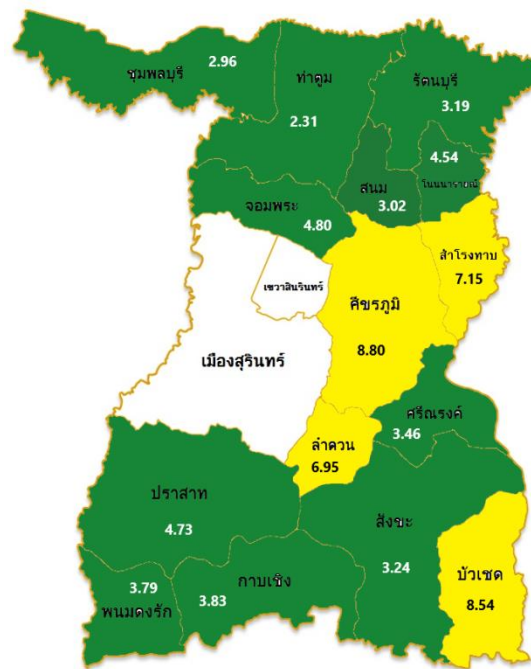 ชุมพลบุรี
2.96
ท่าตูม
2.31
รัตนบุรี
3.19
4.54
โนนนารายณ์
สนม
3.02
จอมพระ
4.80
สำโรงทาบ
7.15
เขวาสินรินทร์
ศีขรภูมิ
8.80
เมืองสุรินทร์
ศรีณรงค์
3.46
ลำดวน
6.95
ปราสาท
4.73
สังขะ
3.24
บัวเชด
8.54
3.79
พนมดงรัก
กาบเชิง
3.83